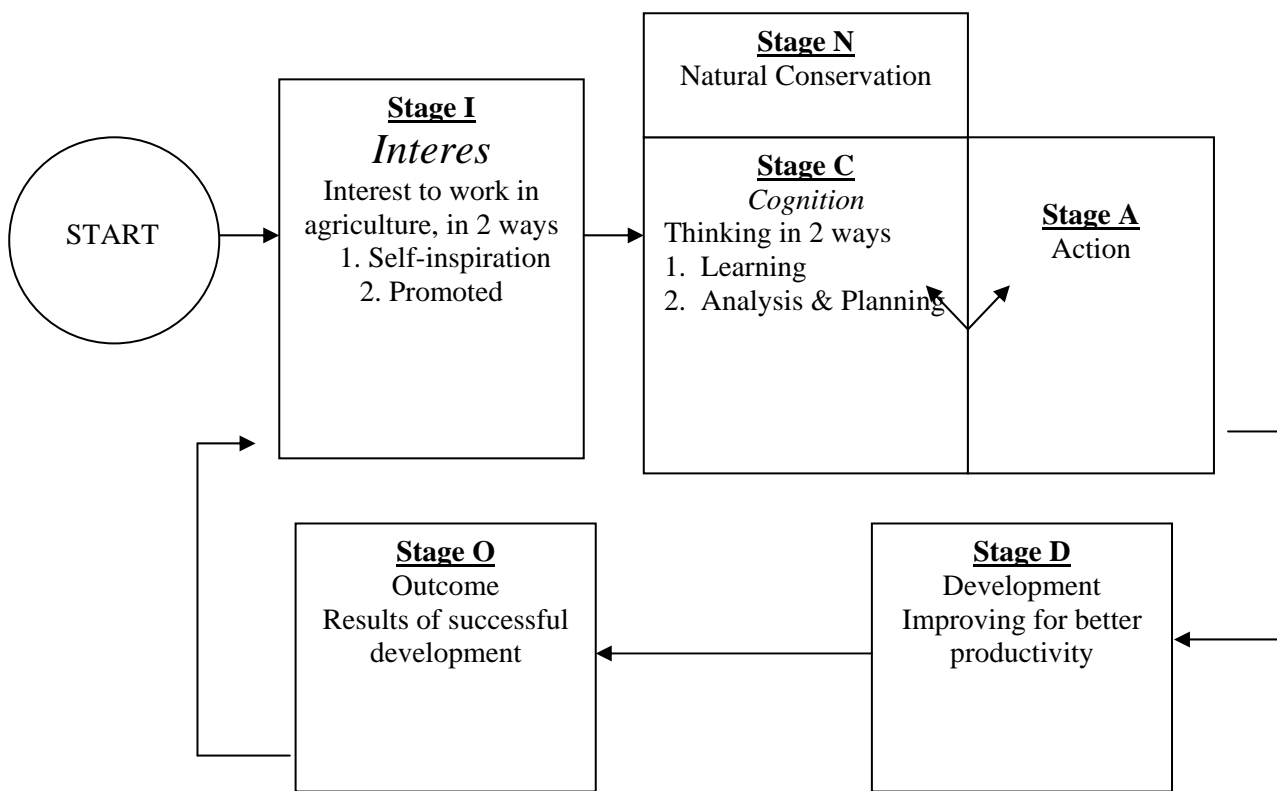 START
Stage I
Interes
Interest to work in
agriculture, in 2 ways
1. Self-inspiration
2. Promoted
Stage N
Natural Conservation
Stage C
Cognition
Thinking in 2 ways
1. Learning
2. Analysis & Planning
Stage A
Action
Stage O
Outcome
Results of successful
development
Stage D
Development
Improving for better
productivity